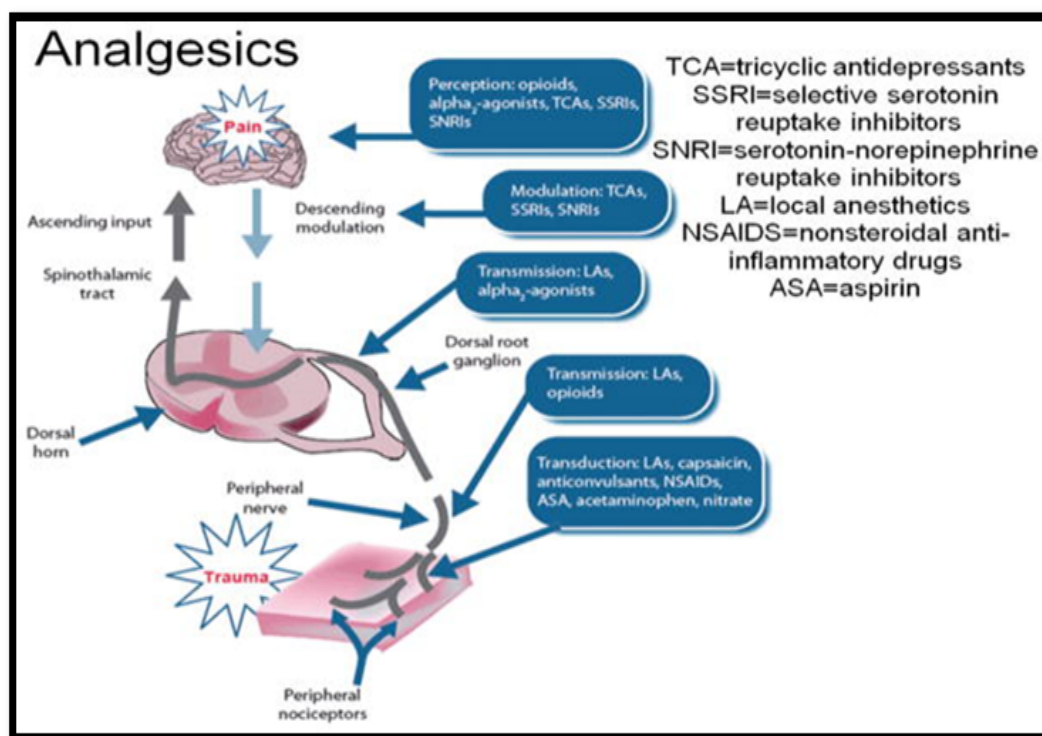 Analgesics
Pain
Perception: opioids,
alpha₂-agonists, TCAs, SSRIs,
SNRIs
TCA=tricyclic antidepressants
SSRI=selective serotonin
reuptake inhibitors
SNRI=serotonin-norepinephrine
reuptake inhibitors
LA=local anesthetics
NSAIDS=nonsteroidal anti-
inflammatory drugs
ASA=aspirin
Modulation: TCAs,
SSRIs, SNRIs
Ascending input
Descending
modulation
Spinothalamic
tract
Transmission: LAs,
alpha₂-agonists
Dorsal root
ganglion
Transmission: LAs,
opioids
Dorsal
horn
Transduction: LAs, capsaicin,
anticonvulsants, NSAIDs,
ASA, acetaminophen, nitrate
Peripheral
nerve
Trauma
Peripheral
nociceptors